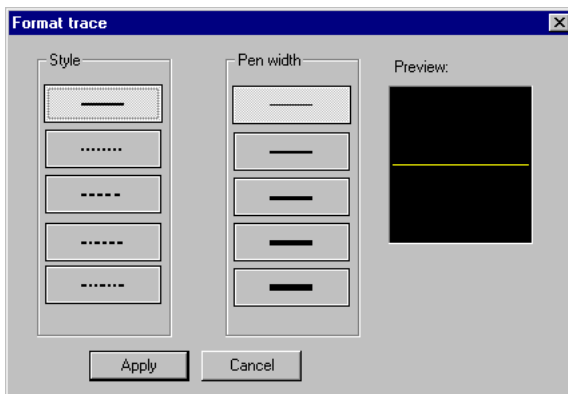 Format trace
Style
Pen width
Preview:
Apply
Cancel